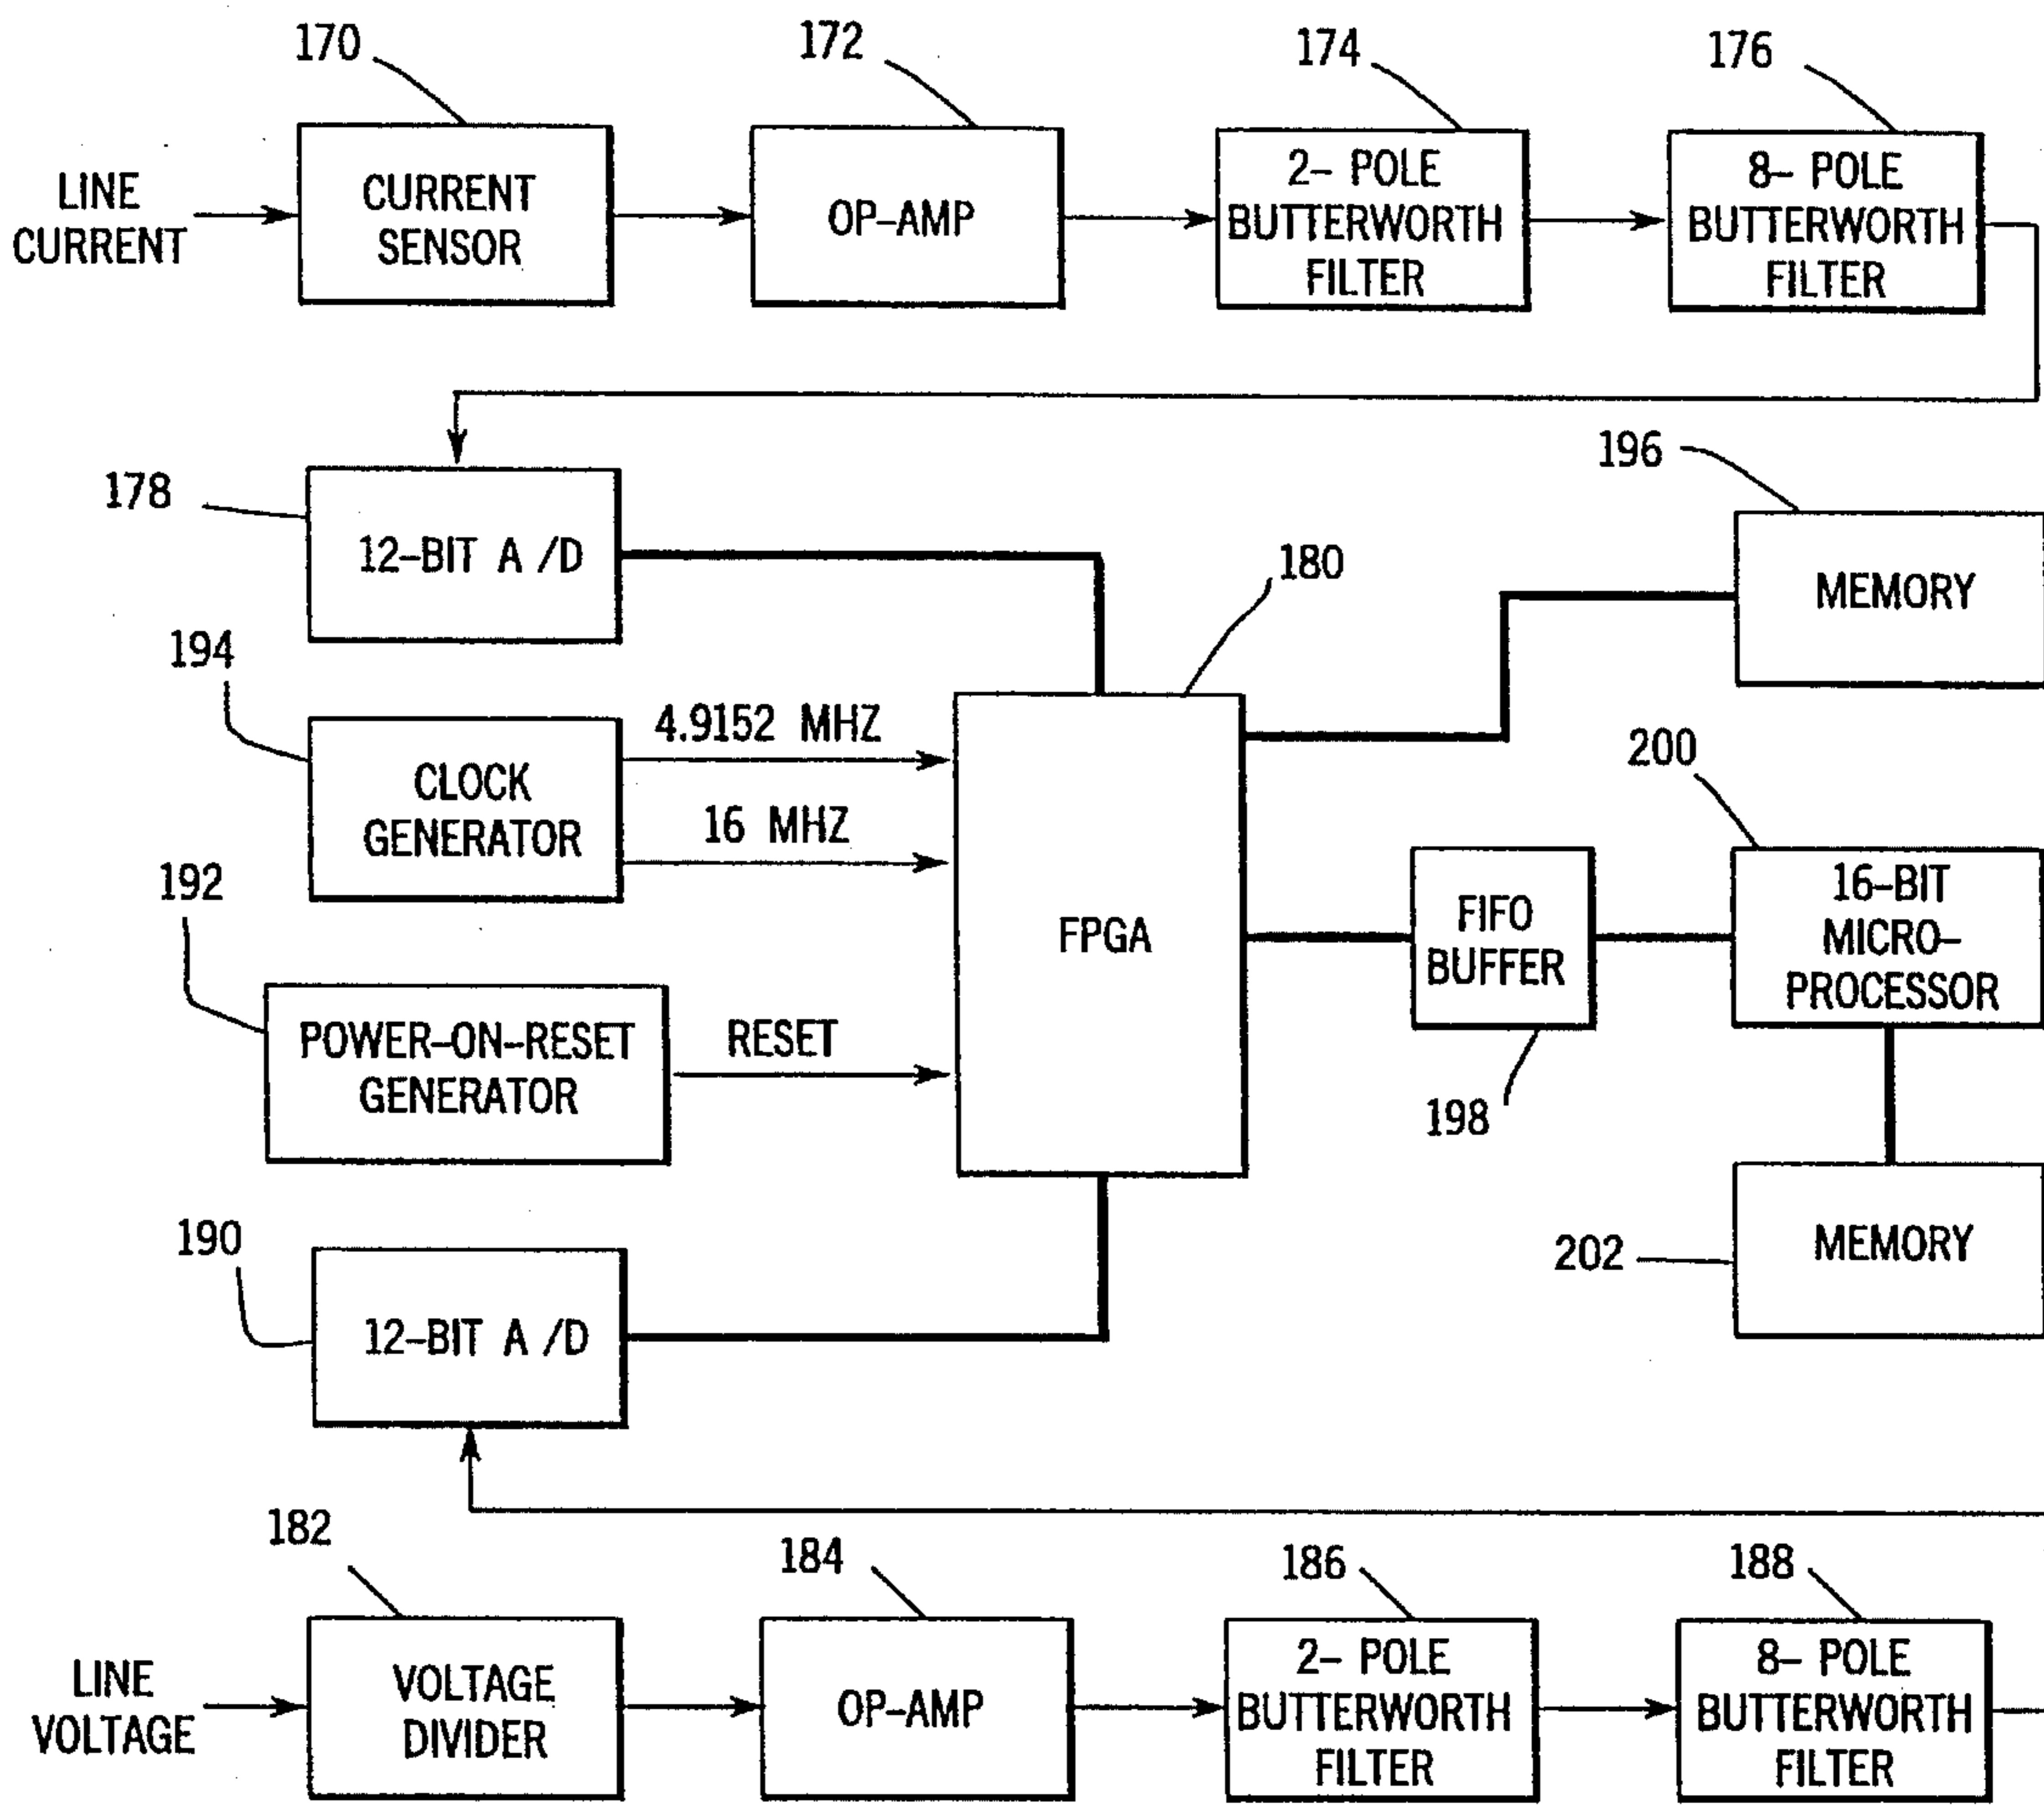 170
172
174
176
LINE
CURRENT
CURRENT
SENSOR
OP-AMP
2- POLE
BUTTERWORTH
FILTER
8- POLE
BUTTERWORTH
FILTER
178
12-BIT A /D
196
MEMORY
180
194
CLOCK
GENERATOR
4.9152 MHZ
16 MHZ
200
16-BIT
MICRO-
PROCESSOR
FPGA
FIFO
BUFFER
198
192
POWER-ON-RESET
GENERATOR
RESET
190
12-BIT A /D
202
MEMORY
182
184
186
188
LINE
VOLTAGE
VOLTAGE
DIVIDER
OP-AMP
2- POLE
BUTTERWORTH
FILTER
8- POLE
BUTTERWORTH
FILTER